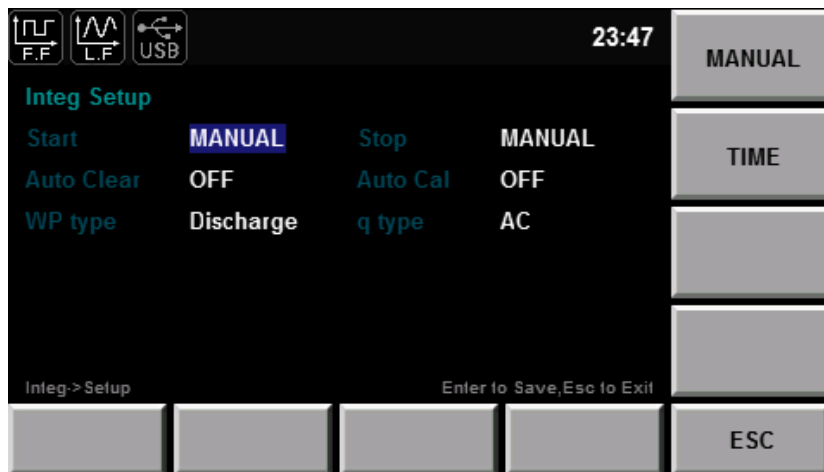 F.F L.F USB 23:47
MANUAL
Integ Setup
Start MANUAL Stop MANUAL
TIME
Auto Clear OFF Auto Cal OFF
WP type Discharge q type AC
Integ->Setup Enter to Save,Esc to Exit
ESC